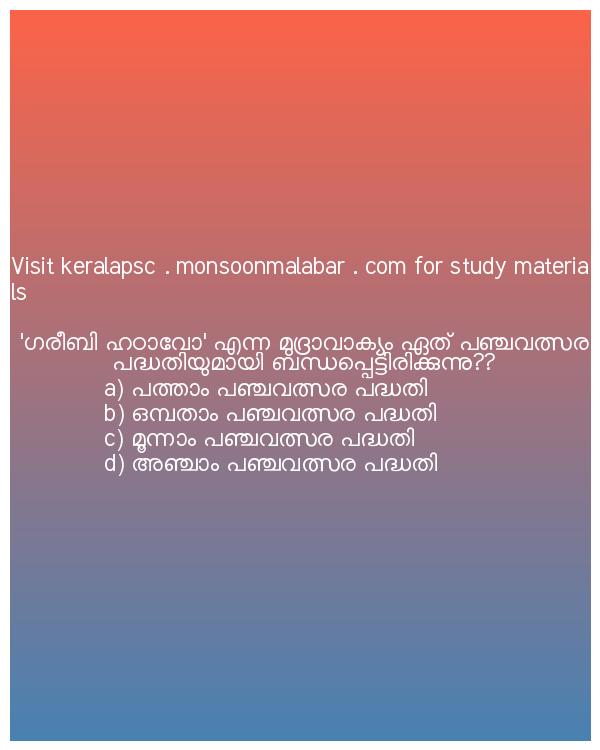 Visit keralapsc . monsoonmalabar . com for study materia
ls
'ഗരീബി ഹഠാവോ' എന്ന മുദ്രാവാക്യം ഏത് പഞ്ചവത്സര
പദ്ധതിയുമായി ബന്ധപ്പെട്ടിരിക്കുന്നു??
a) പത്താം പഞ്ചവത്സര പദ്ധതി
b) ഒമ്പതാം പഞ്ചവത്സര പദ്ധതി
c) മൂന്നാം പഞ്ചവത്സര പദ്ധതി
d) അഞ്ചാം പഞ്ചവത്സര പദ്ധതി